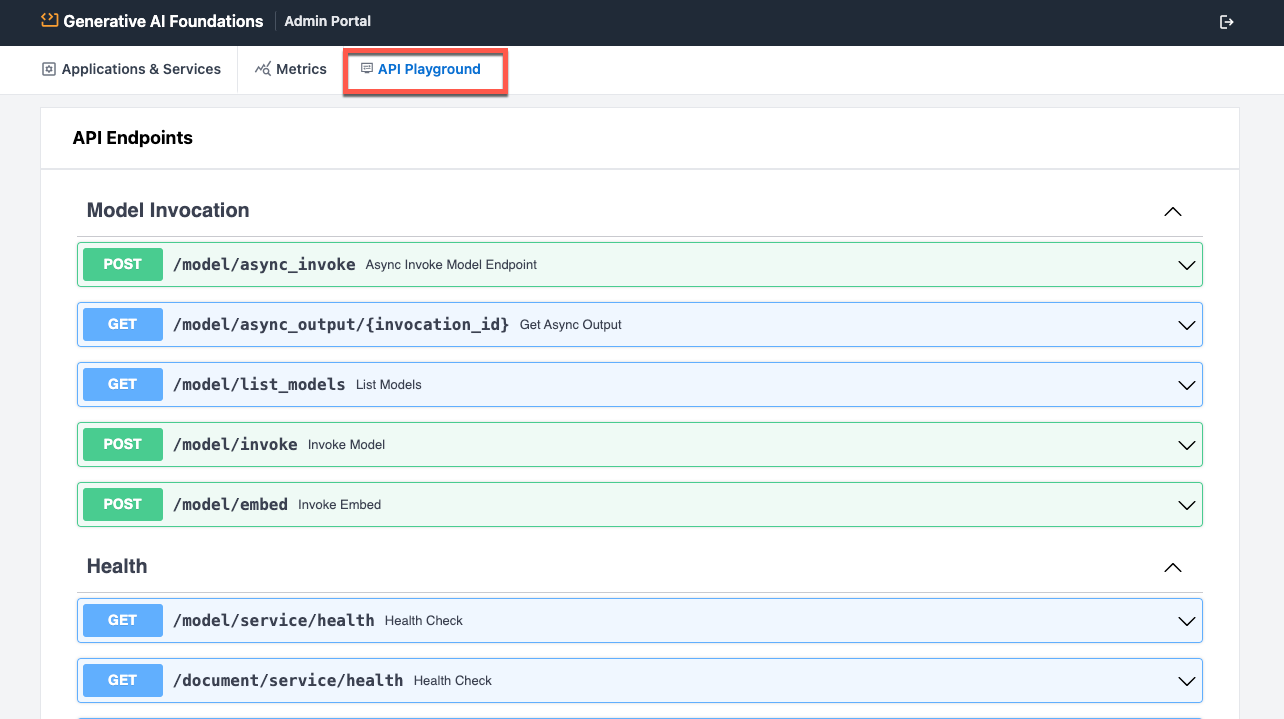 Generative AI Foundations Admin Portal
Applications & Services Metrics API Playground
API Endpoints
Model Invocation
POST /model/async_invoke Async Invoke Model Endpoint
GET /model/async_output/{invocation_id} Get Async Output
GET /model/list_models List Models
POST /model/invoke Invoke Model
POST /model/embed Invoke Embed
Health
GET /model/service/health Health Check
GET /document/service/health Health Check